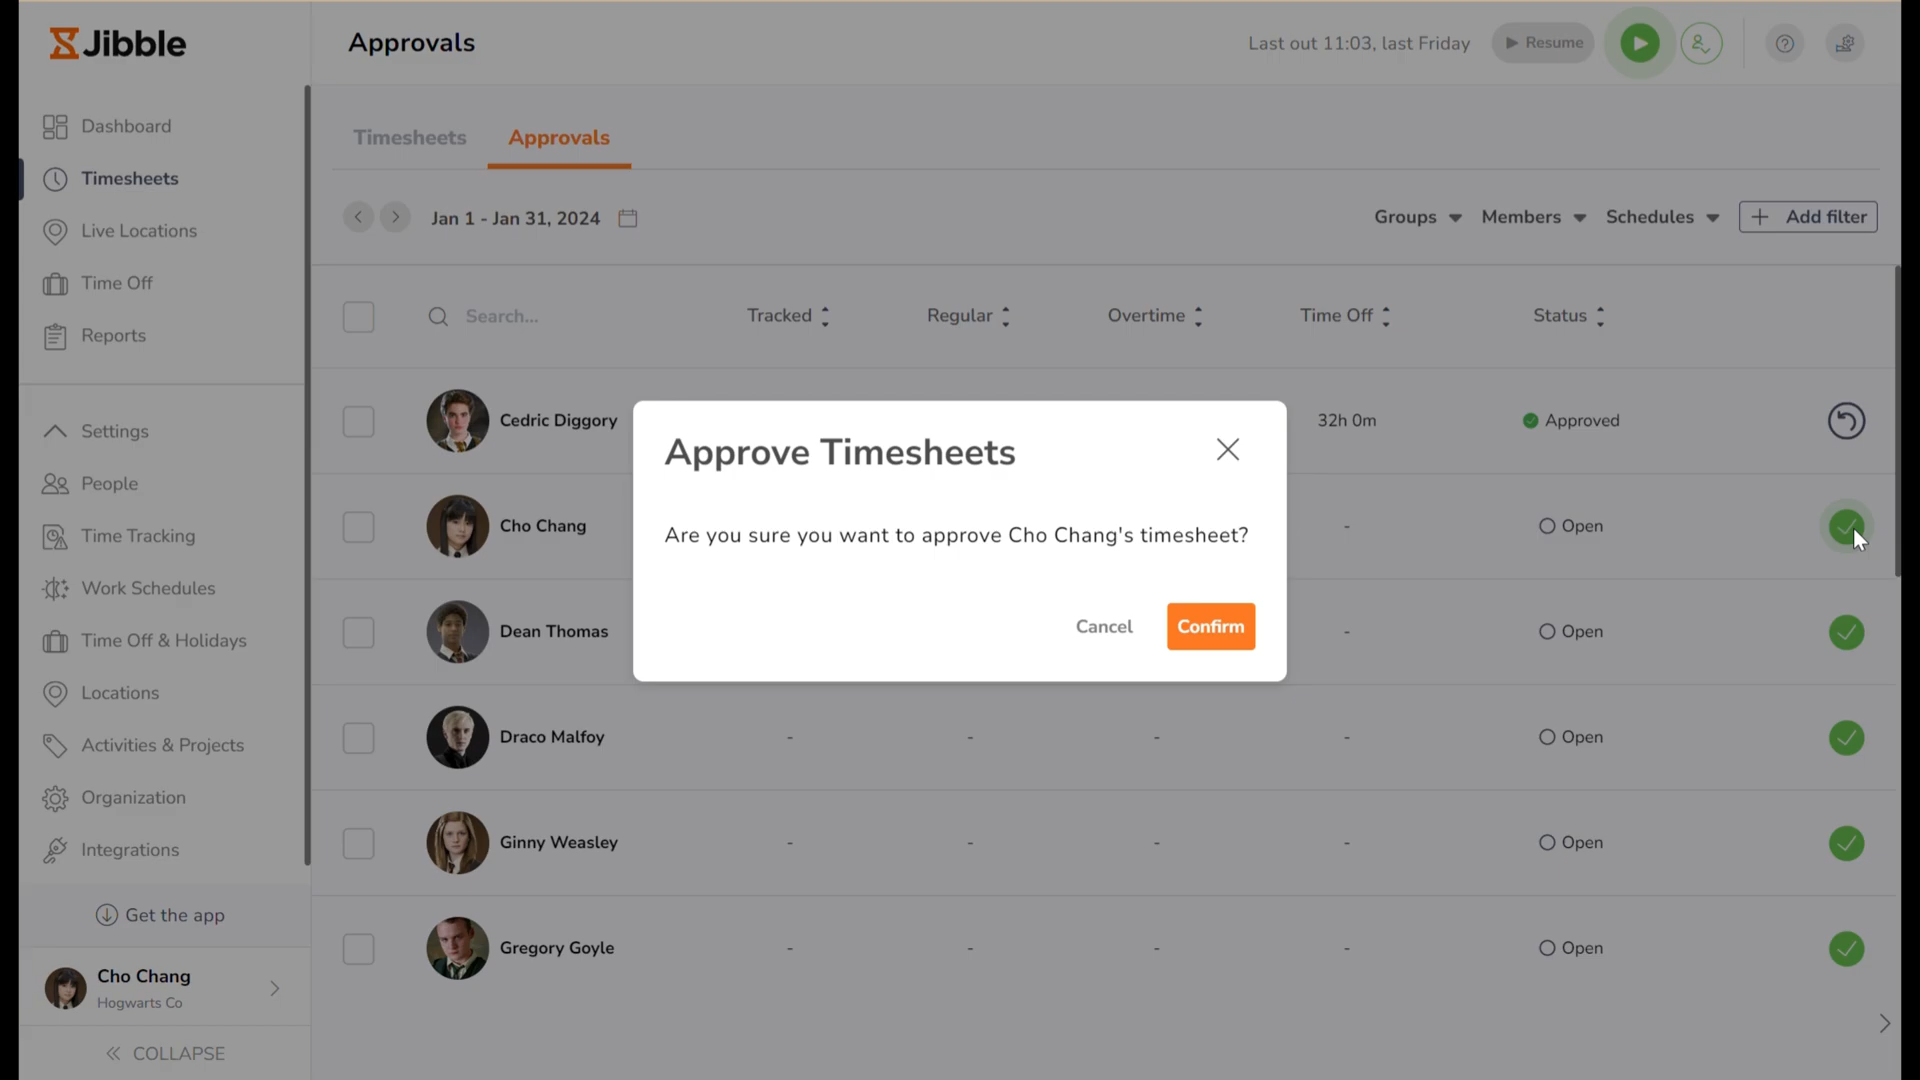 Jibble
Approvals
Last out 11:03, last Friday
Resume
Dashboard
Timesheets
Live Locations
Time Off
Reports
Settings
People
Time Tracking
Work Schedules
Time Off & Holidays
Locations
Activities & Projects
Organization
Integrations
Get the app
Cho Chang
Hogwarts Co
COLLAPSE
Timesheets Approvals
Jan 1 - Jan 31, 2024
Groups Members Schedules + Add filter
Search... Tracked Regular Overtime Time Off Status
Cedric Diggory 32h 0m Approved
Cho Chang - Open
Dean Thomas - Open
Draco Malfoy - - - - Open
Ginny Weasley - - - - Open
Gregory Goyle - - - - Open
Approve Timesheets
Are you sure you want to approve Cho Chang's timesheet?
Cancel Confirm